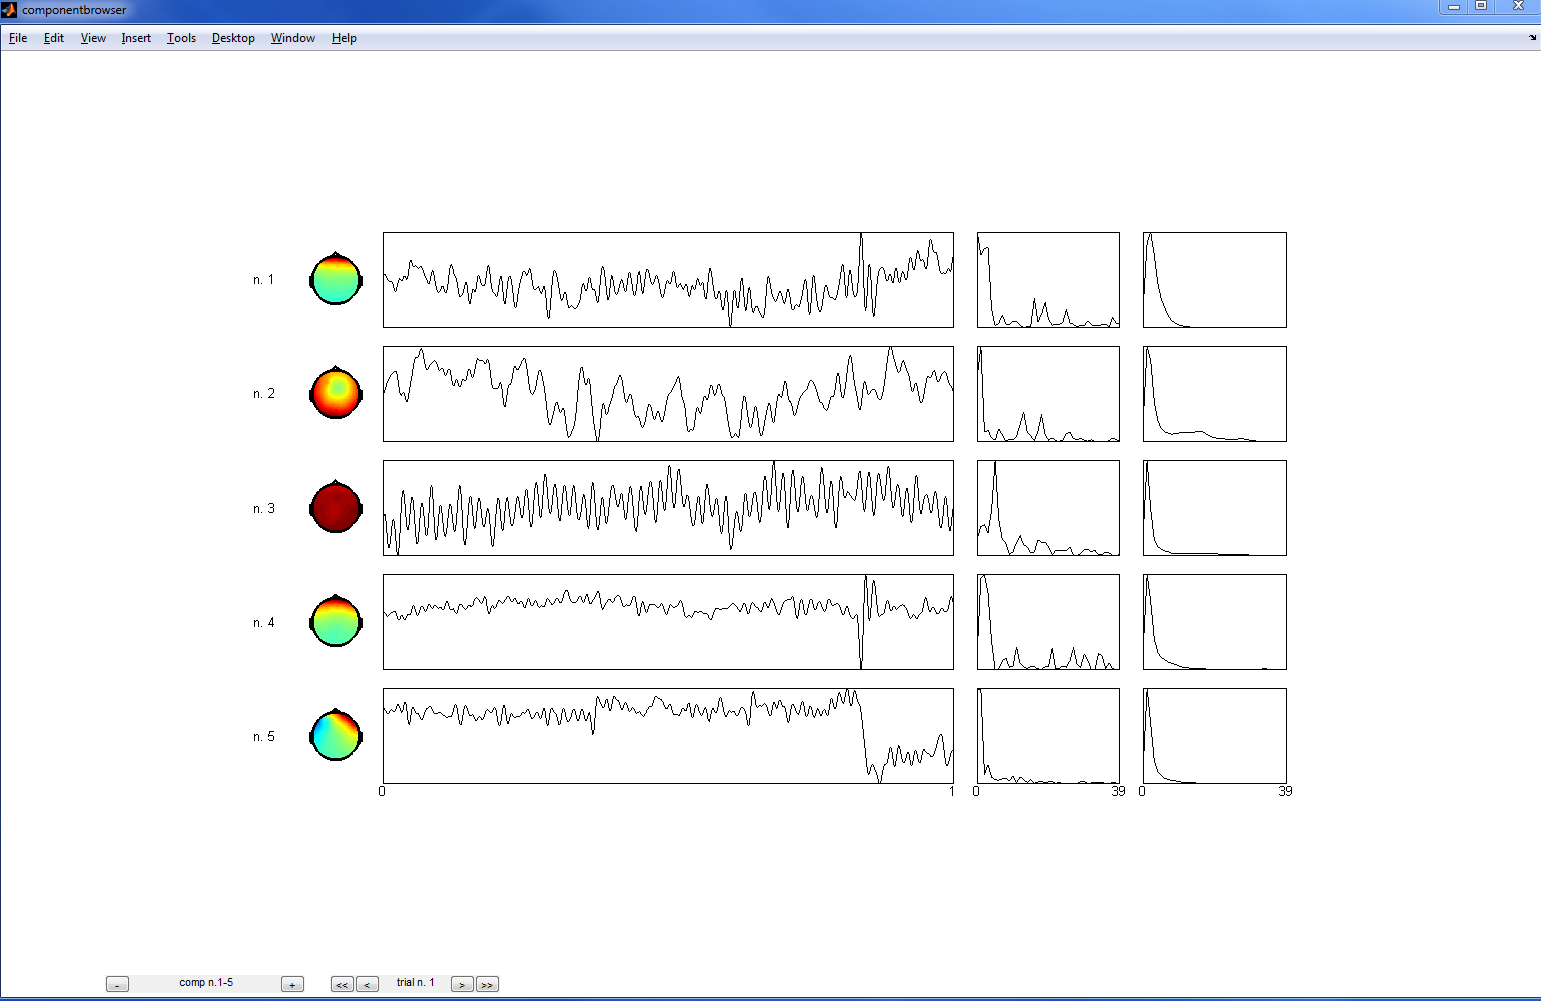 componentbrowser
File Edit View Insert Tools Desktop Window Help
n. 1
n. 2
n. 3
n. 4
n. 5
0 1 0 39 0 39
- comp n.1-5 + << < trial n. 1 > >>